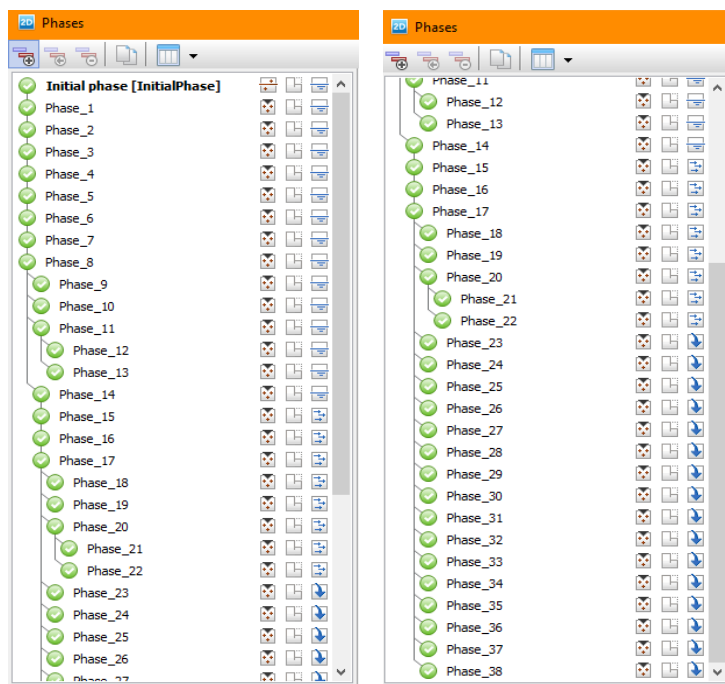 2D Phases
Initial phase [InitialPhase]
Phase_1
Phase_2
Phase_3
Phase_4
Phase_5
Phase_6
Phase_7
Phase_8
Phase_9
Phase_10
Phase_11
Phase_12
Phase_13
Phase_14
Phase_15
Phase_16
Phase_17
Phase_18
Phase_19
Phase_20
Phase_21
Phase_22
Phase_23
Phase_24
Phase_25
Phase_26
Phase_27
2D Phases
Phase_11
Phase_12
Phase_13
Phase_14
Phase_15
Phase_16
Phase_17
Phase_18
Phase_19
Phase_20
Phase_21
Phase_22
Phase_23
Phase_24
Phase_25
Phase_26
Phase_27
Phase_28
Phase_29
Phase_30
Phase_31
Phase_32
Phase_33
Phase_34
Phase_35
Phase_36
Phase_37
Phase_38